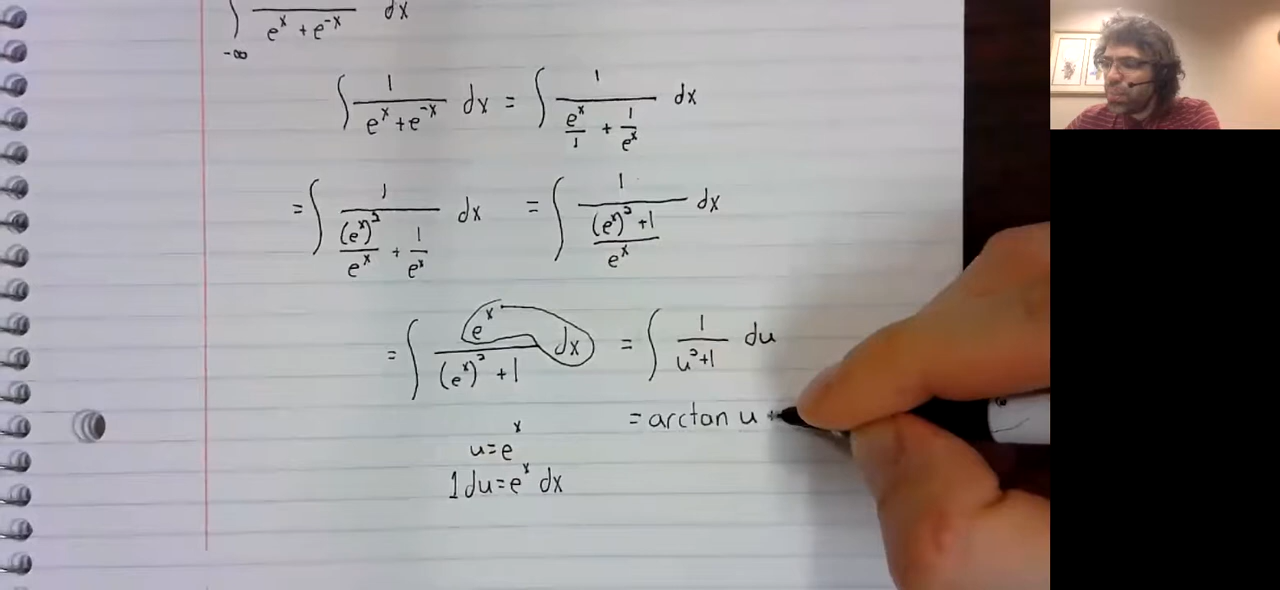 ∫_{-∞} ―/(e^x + e^{-x}) dx
∫ 1/(e^x + e^{-x}) dx = ∫ 1/(e^x/1 + 1/e^x) dx
= ∫ 1/((e^x)^2/e^x + 1/e^x) dx = ∫ 1/(((e^x)^2 + 1)/e^x) dx
= ∫ e^x/((e^x)^2 + 1) dx = ∫ 1/(u^2 + 1) du
= arctan u +
u = e^x
1 du = e^x dx